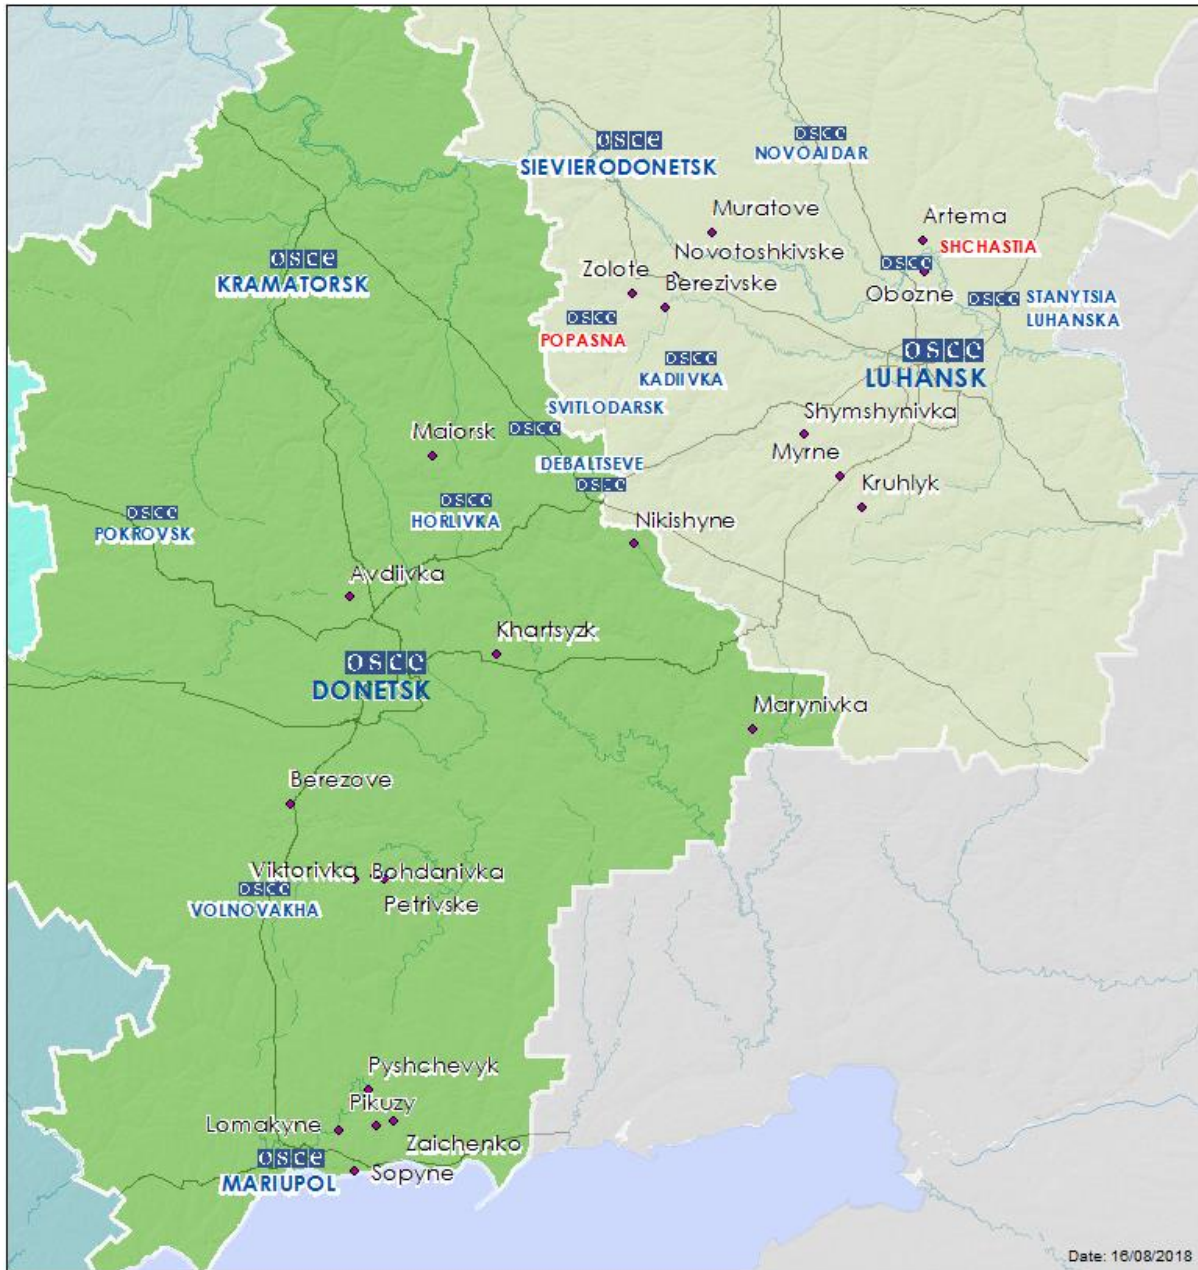 osce
NOVOAIDAR
osce
SIEVIERODONETSK
Muratove
Artema
SHCHASTIA
Novotoshkivske
osce
KRAMATORSK
Zolote
Berezivske
osce
Obozne
osce
STANYTSIA
LUHANSKA
osce
POPASNA
osce
KADIIVKA
osce
LUHANSK
SVITLODARSK
Shymshynivka
Maiorsk
osce
Myrne
DEBALTSEVE
osce
Kruhlyk
osce
HORLIVKA
osce
POKROVSK
Nikishyne
Avdiivka
Khartsyzk
osce
DONETSK
Marynivka
Berezove
Viktorivka
Bohdanivka
osce
VOLNOVAKHA
Petrivske
Pyshchevyk
Pikuzy
Lomakyne
Zaichenko
osce
MARIUPOL
Sopyne
Date: 16/08/2018